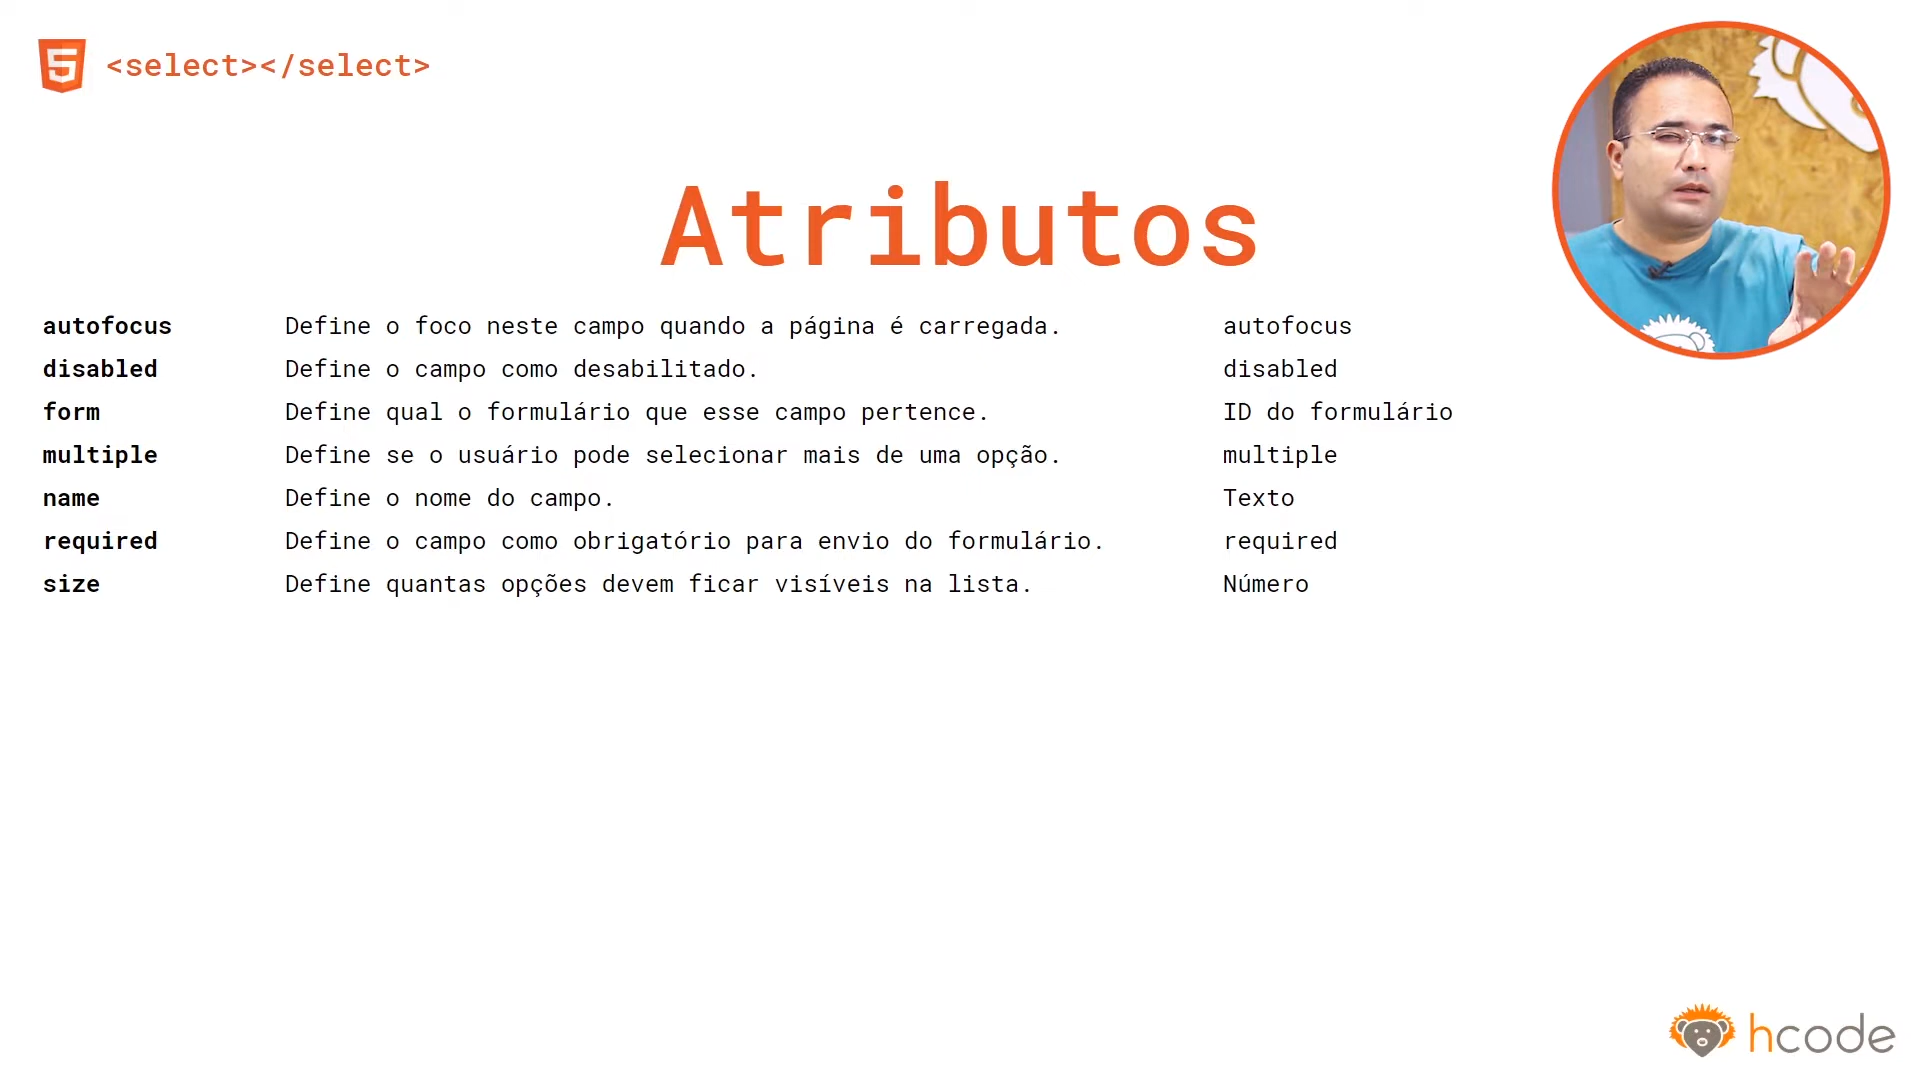 <select></select>
Atributos
autofocus Define o foco neste campo quando a página é carregada. autofocus
disabled Define o campo como desabilitado. disabled
form Define qual o formulário que esse campo pertence. ID do formulário
multiple Define se o usuário pode selecionar mais de uma opção. multiple
name Define o nome do campo. Texto
required Define o campo como obrigatório para envio do formulário. required
size Define quantas opções devem ficar visíveis na lista. Número
hcode